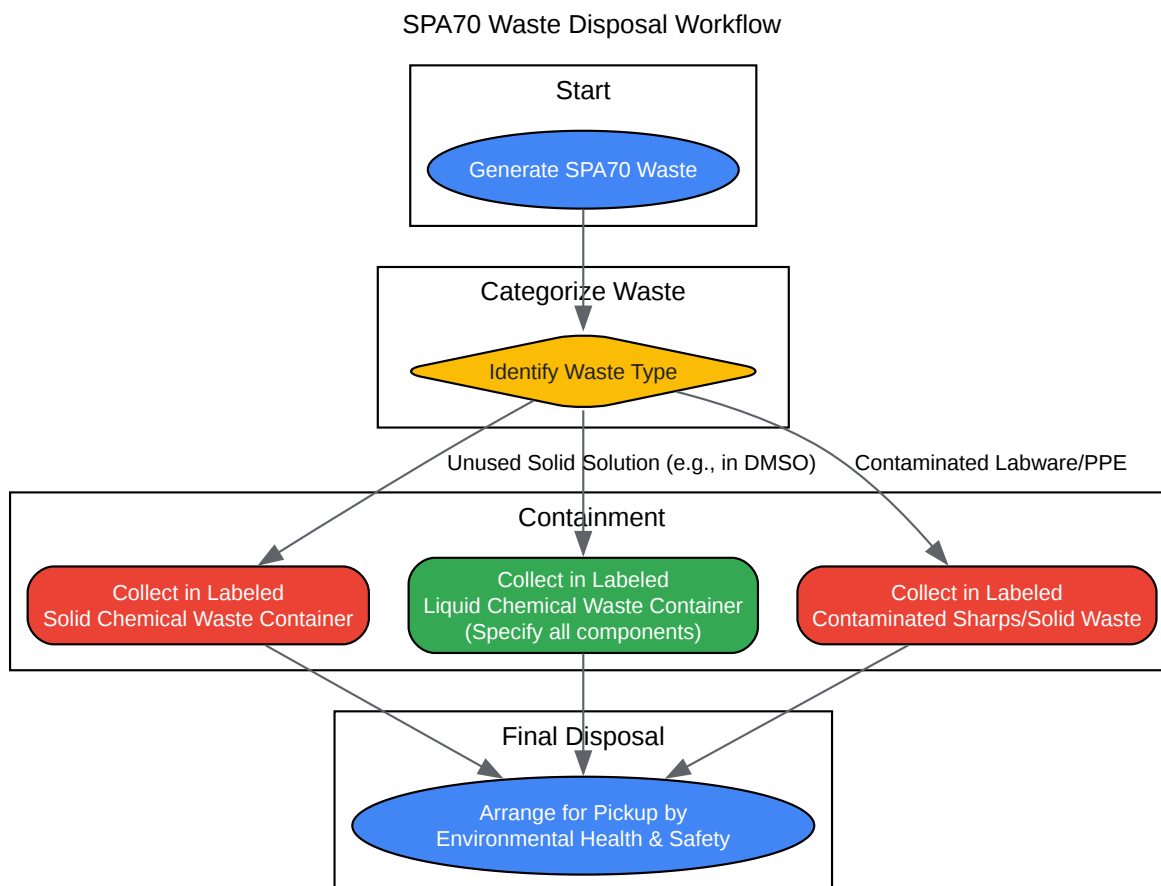 SPA70 Waste Disposal Workflow
Start
Generate SPA70 Waste
Categorize Waste
Identify Waste Type
Unused Solid
Solution (e.g., in DMSO)
Contaminated Labware/PPE
Containment
Collect in Labeled
Solid Chemical Waste Container
Collect in Labeled
Liquid Chemical Waste Container
(Specify all components)
Collect in Labeled
Contaminated Sharps/Solid Waste
Final Disposal
Arrange for Pickup by
Environmental Health & Safety